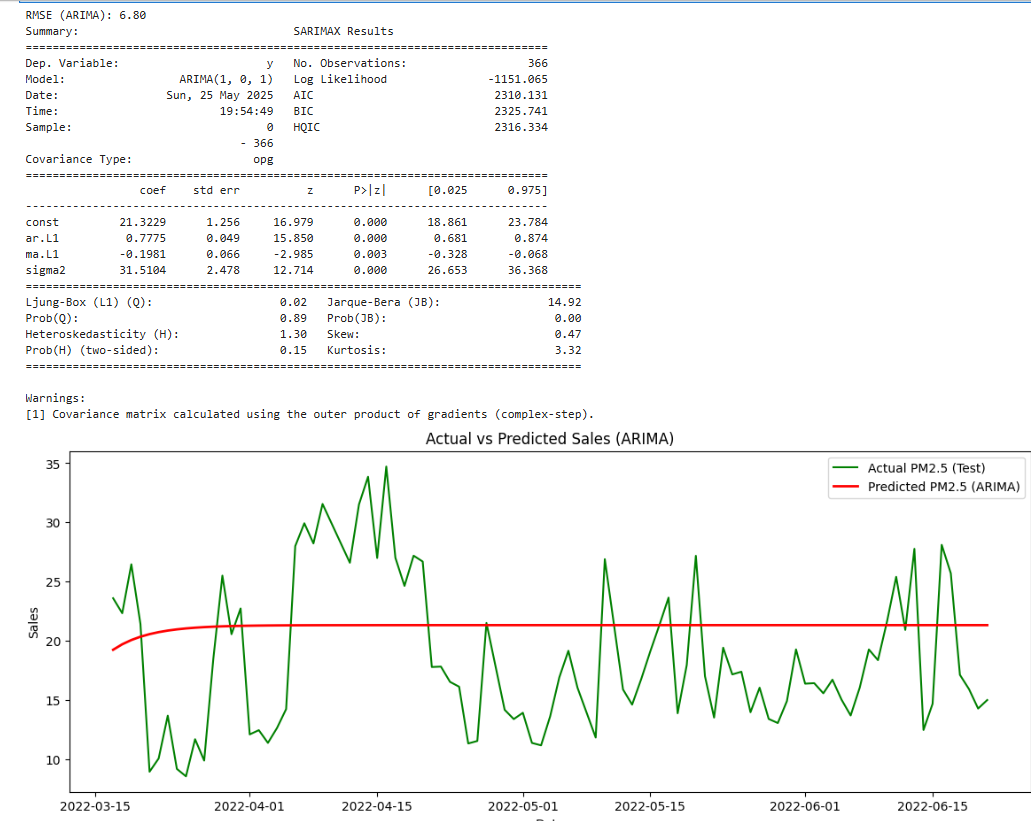 RMSE (ARIMA): 6.80
Summary:                                SARIMAX Results
==============================================================================
Dep. Variable:                      y   No. Observations:                  366
Model:                 ARIMA(1, 0, 1)   Log Likelihood               -1151.065
Date:                Sun, 25 May 2025   AIC                           2310.131
Time:                        19:54:49   BIC                           2325.741
Sample:                             0   HQIC                          2316.334
                                - 366
Covariance Type:                  opg
==============================================================================
                 coef    std err          z      P>|z|      [0.025      0.975]
------------------------------------------------------------------------------
const         21.3229      1.256     16.979      0.000      18.861      23.784
ar.L1          0.7775      0.049     15.850      0.000       0.681       0.874
ma.L1         -0.1981      0.066     -2.985      0.003      -0.328      -0.068
sigma2        31.5104      2.478     12.714      0.000      26.653      36.368
===================================================================================
Ljung-Box (L1) (Q):                   0.02   Jarque-Bera (JB):                14.92
Prob(Q):                              0.89   Prob(JB):                         0.00
Heteroskedasticity (H):               1.30   Skew:                             0.47
Prob(H) (two-sided):                  0.15   Kurtosis:                         3.32
===================================================================================
Warnings:
[1] Covariance matrix calculated using the outer product of gradients (complex-step).
Actual vs Predicted Sales (ARIMA)
Actual PM2.5 (Test)
Predicted PM2.5 (ARIMA)
35
30
25
20
15
10
Sales
2022-03-15 2022-04-01 2022-04-15 2022-05-01 2022-05-15 2022-06-01 2022-06-15